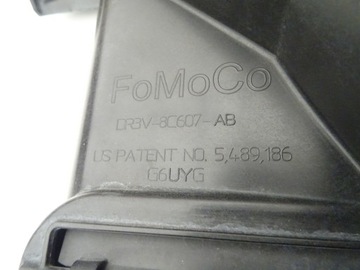 FoMoCo
DR3V-8C607-AB
US PATENT NO. 5,489,186
G6UYG